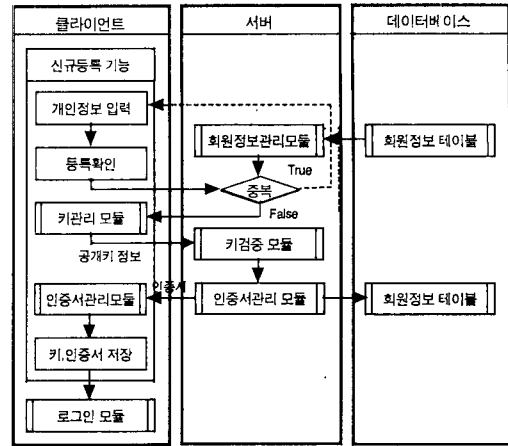 클라이언트
서버
데이터베이스
신규등록 기능
개인정보 입력
회원정보관리모듈
회원정보 테이블
등록확인
True
중복
False
키관리 모듈
공개키 정보
키검증 모듈
인증서
인증서관리모듈
인증서관리 모듈
회원정보 테이블
키,인증서 저장
로그인 모듈